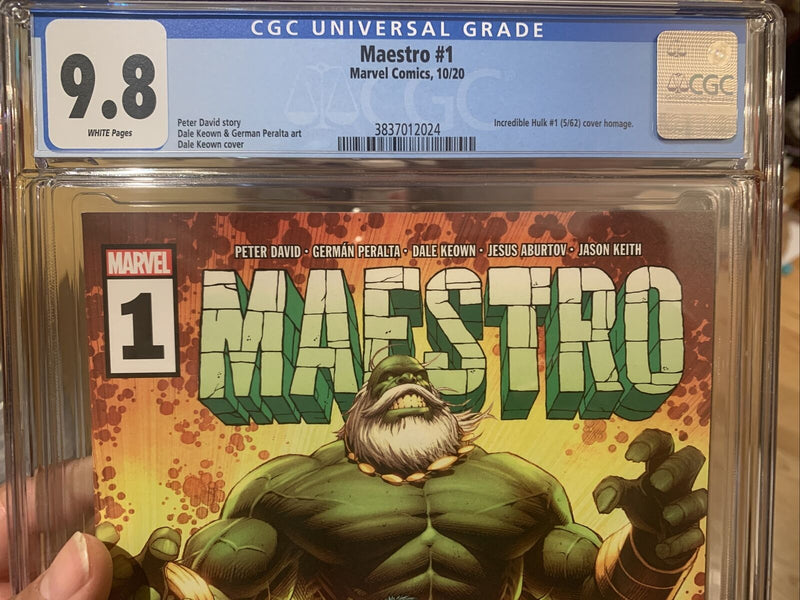 CGC UNIVERSAL GRADE
9.8
WHITE Pages
Maestro #1
Marvel Comics, 10/20
Peter David story
Dale Keown & German Peralta art
Dale Keown cover
3837012024
Incredible Hulk #1 (5/62) cover homage.
CGC
CGC
PETER DAVID · GERMÁN PERALTA · DALE KEOWN · JESUS ABURTOV · JASON KEITH
MARVEL
1
MAESTRO